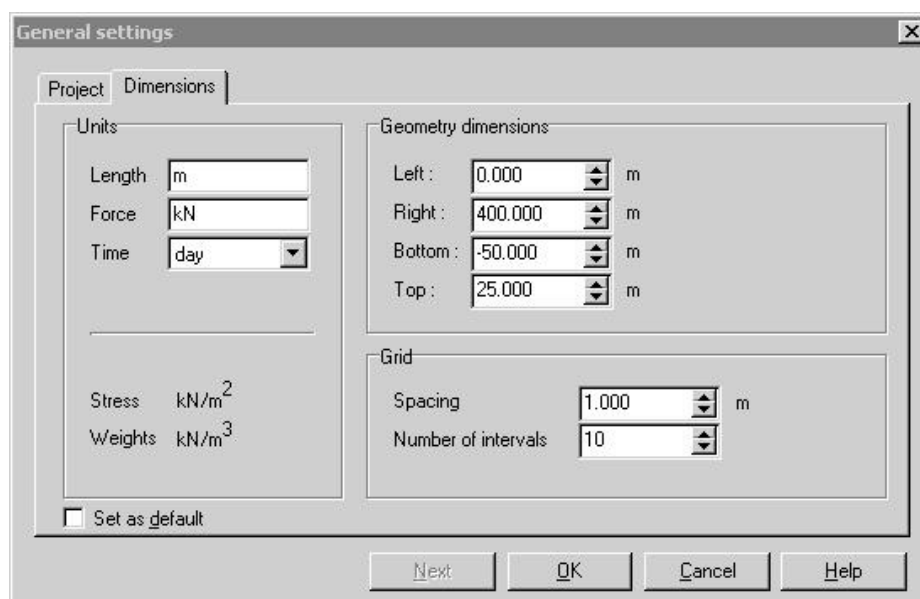 General settings
Project Dimensions
Units
Length m
Force kN
Time day
Stress kN/m²
Weights kN/m³
Geometry dimensions
Left : 0.000 m
Right : 400.000 m
Bottom : -50.000 m
Top : 25.000 m
Grid
Spacing 1.000 m
Number of intervals 10
Set as default
Next OK Cancel Help